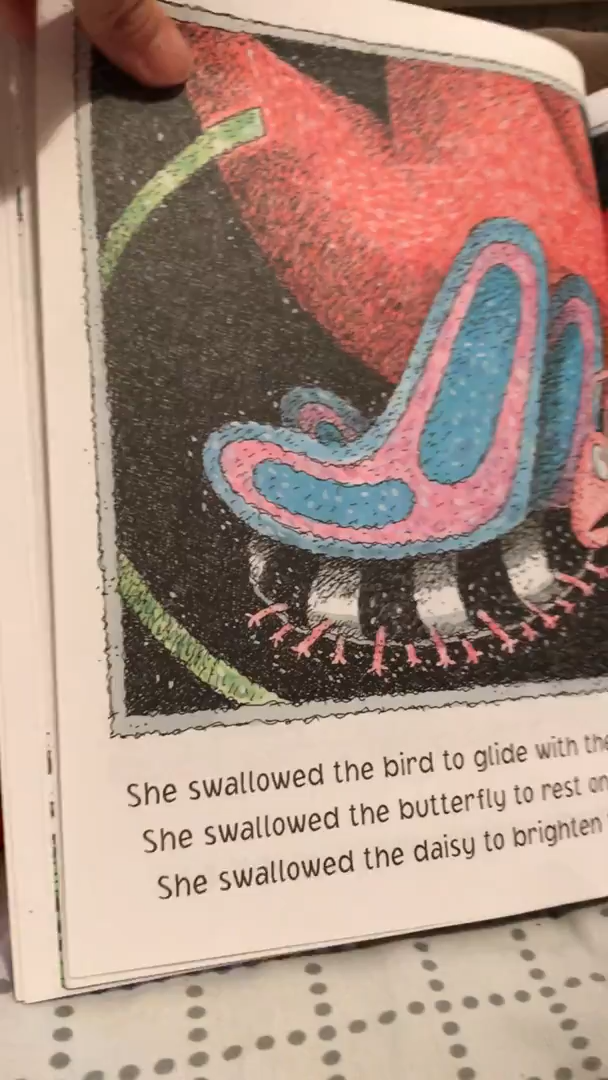 She swallowed the bird to glide with the
She swallowed the butterfly to rest on
She swallowed the daisy to brighten